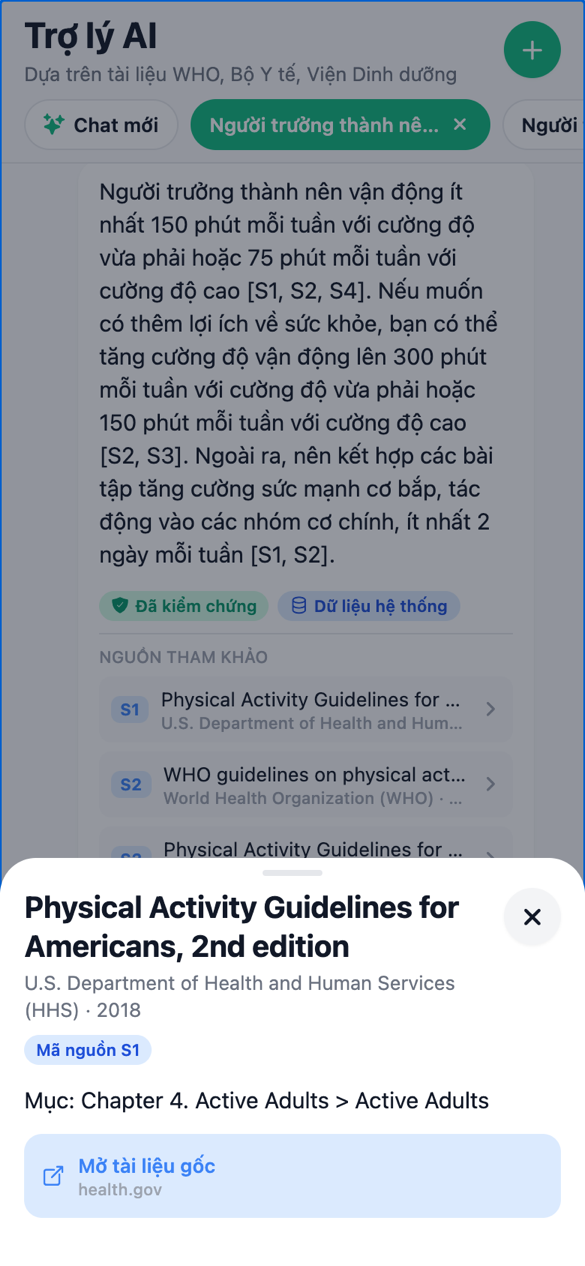 Trợ lý AI
Dựa trên tài liệu WHO, Bộ Y tế, Viện Dinh dưỡng
Chat mới
Người trưởng thành nê...
Người
Người trưởng thành nên vận động ít
nhất 150 phút mỗi tuần với cường độ
vừa phải hoặc 75 phút mỗi tuần với
cường độ cao [S1, S2, S4]. Nếu muốn
có thêm lợi ích về sức khỏe, bạn có thể
tăng cường độ vận động lên 300 phút
mỗi tuần với cường độ vừa phải hoặc
150 phút mỗi tuần với cường độ cao
[S2, S3]. Ngoài ra, nên kết hợp các bài
tập tăng cường sức mạnh cơ bắp, tác
động vào các nhóm cơ chính, ít nhất 2
ngày mỗi tuần [S1, S2].
Đã kiểm chứng
Dữ liệu hệ thống
NGUỒN THAM KHẢO
S1
Physical Activity Guidelines for ...
U.S. Department of Health and Hum...
S2
WHO guidelines on physical act...
World Health Organization (WHO) · ...
Physical Activity Guidelines for ...
Physical Activity Guidelines for
Americans, 2nd edition
U.S. Department of Health and Human Services
(HHS) · 2018
Mã nguồn S1
Mục: Chapter 4. Active Adults > Active Adults
Mở tài liệu gốc
health.gov